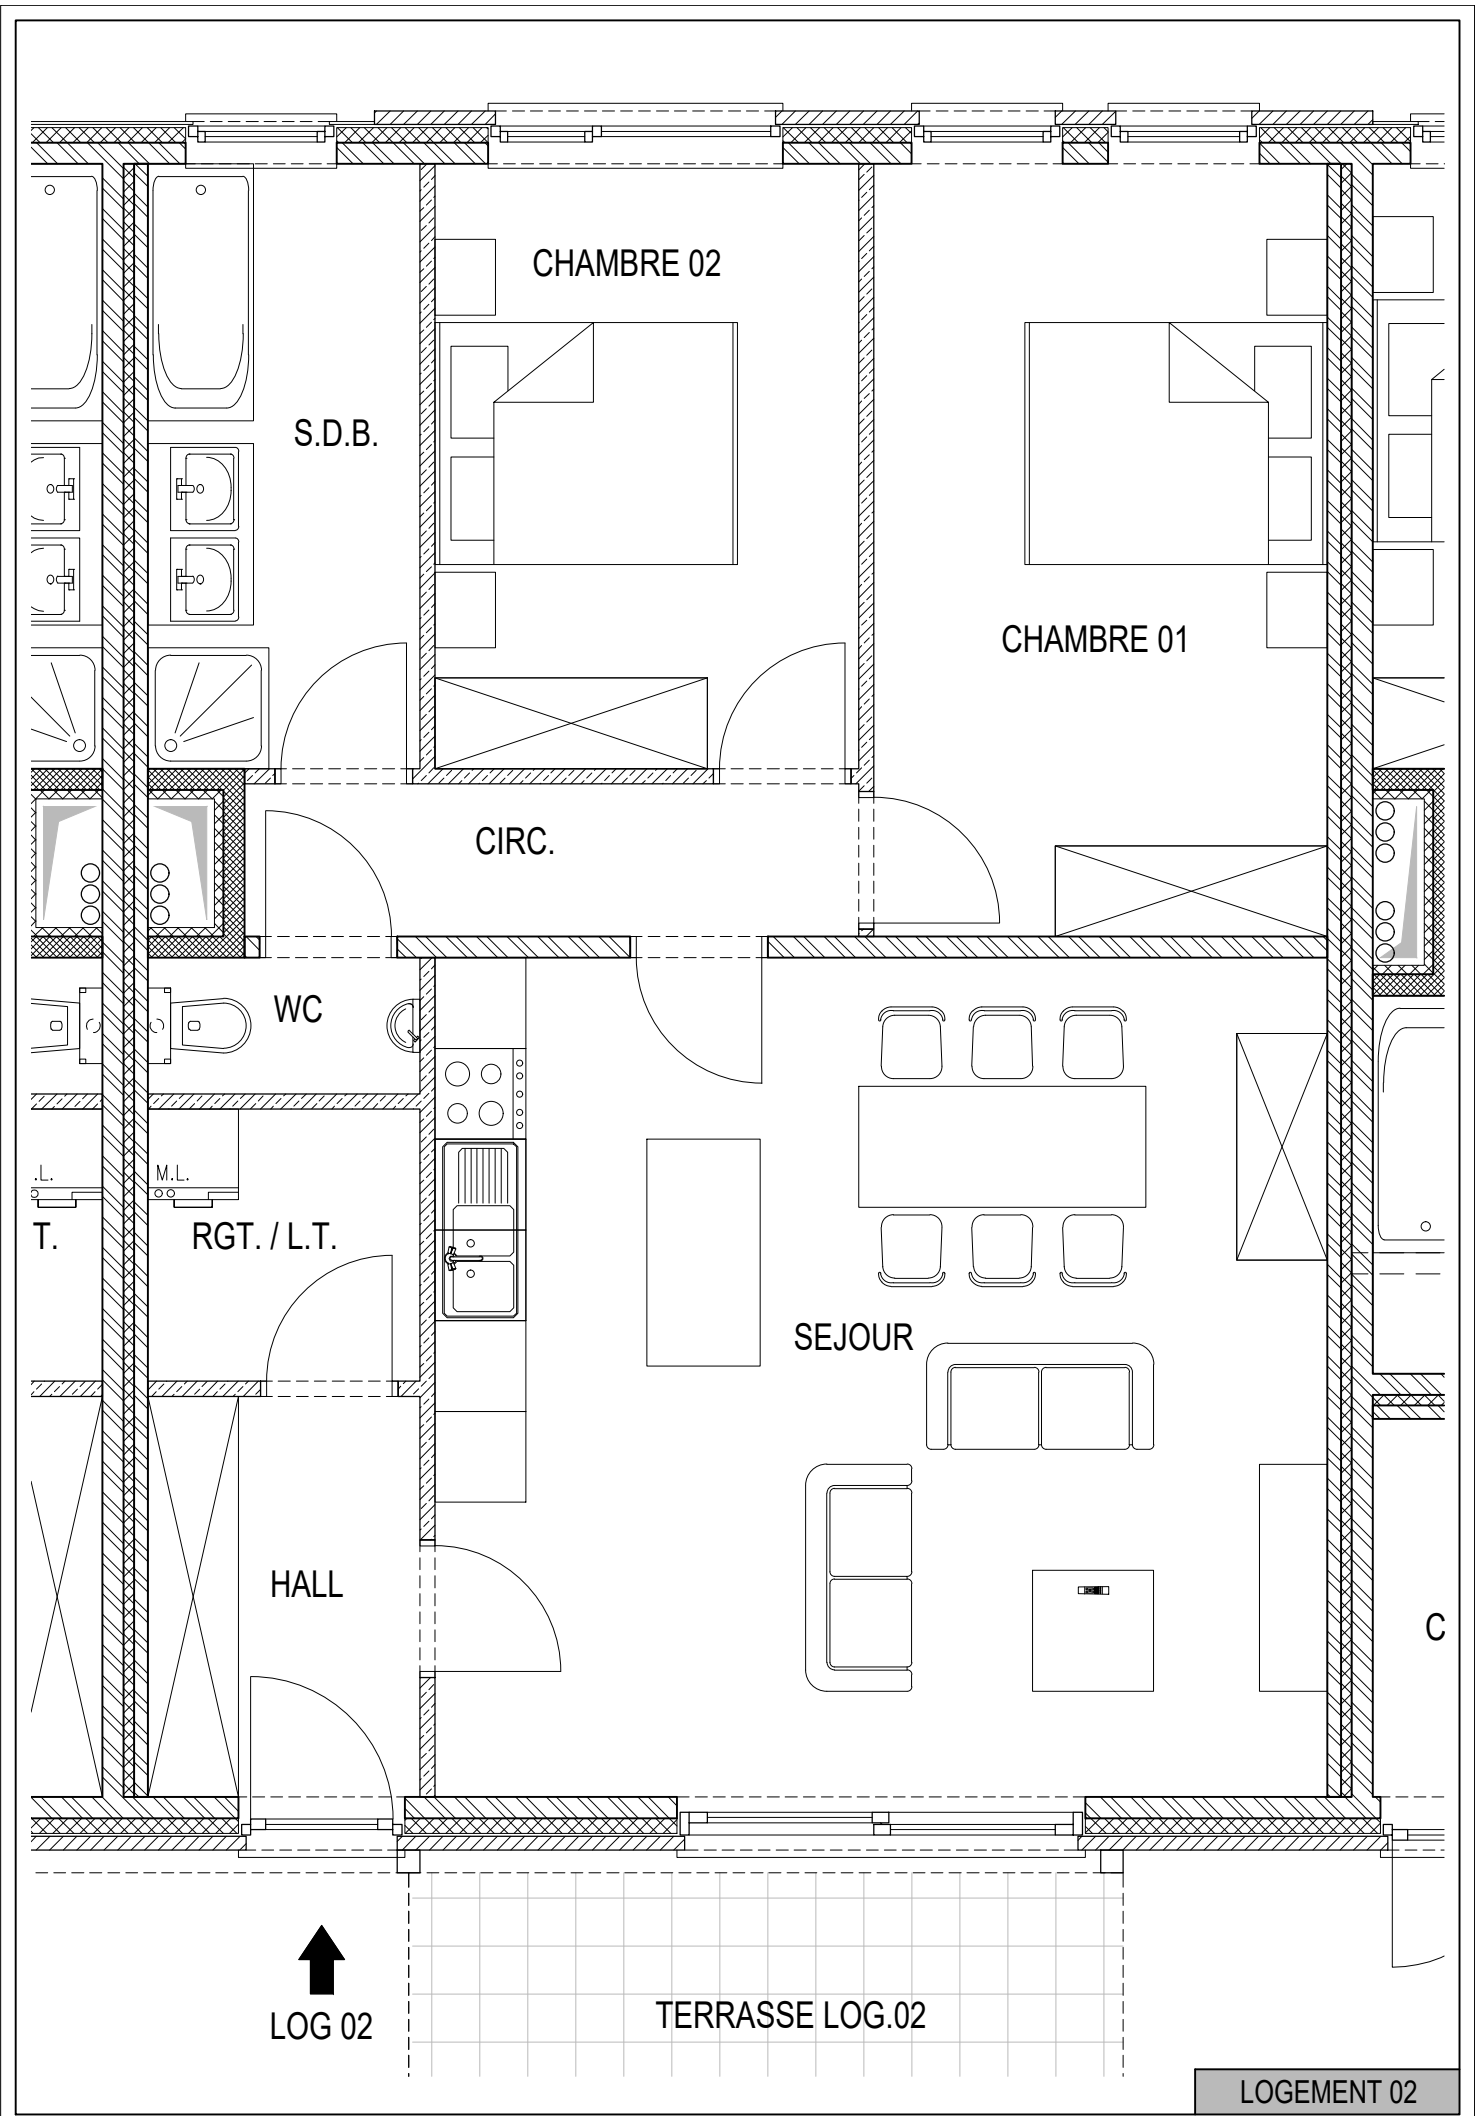 CHAMBRE 02
S.D.B.
CHAMBRE 01
CIRC.
WC
.L.
M.L.
T.
RGT. / L.T.
SEJOUR
HALL
C
LOG 02
TERRASSE LOG.02
LOGEMENT 02